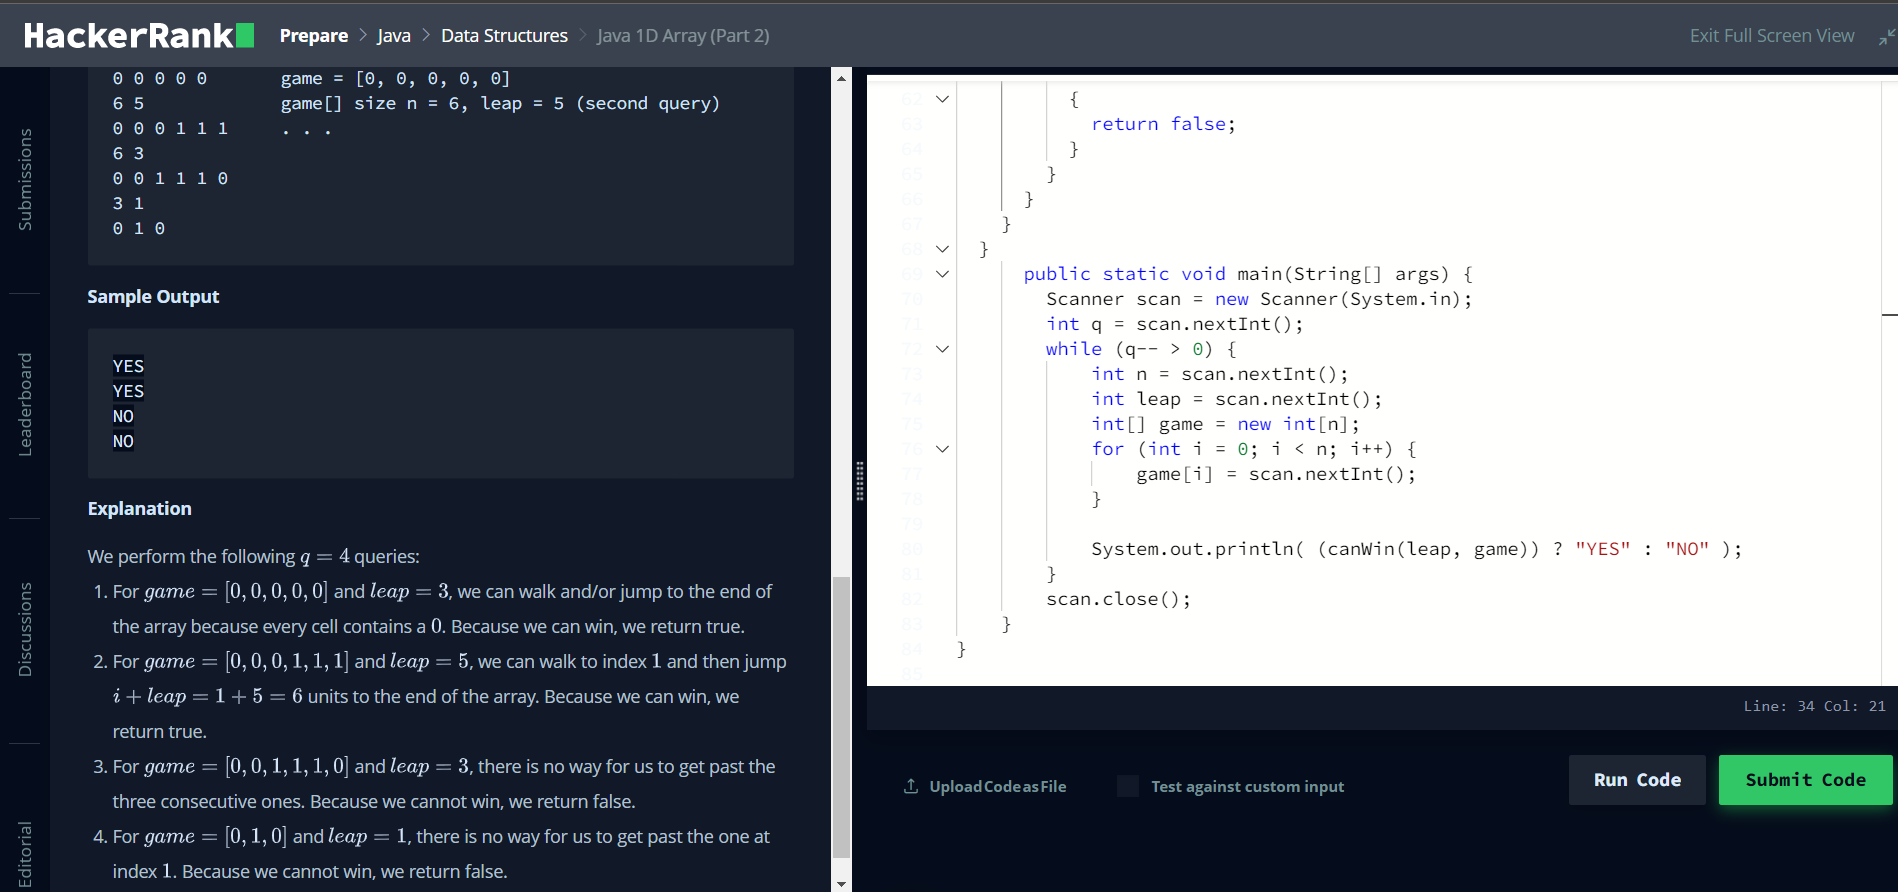 HackerRank Prepare > Java > Data Structures > Java 1D Array (Part 2) Exit Full Screen View
Submissions
Leaderboard
Discussions
Editorial
0 0 0 0 0 game = [0, 0, 0, 0, 0]
6 5 game[] size n = 6, leap = 5 (second query)
0 0 0 1 1 1 . . .
6 3
0 0 1 1 1 0
3 1
0 1 0
Sample Output
YES
YES
NO
NO
Explanation
We perform the following q = 4 queries:
1. For game = [0, 0, 0, 0, 0] and leap = 3, we can walk and/or jump to the end of
the array because every cell contains a 0. Because we can win, we return true.
2. For game = [0, 0, 0, 1, 1, 1] and leap = 5, we can walk to index 1 and then jump
i + leap = 1 + 5 = 6 units to the end of the array. Because we can win, we
return true.
3. For game = [0, 0, 1, 1, 1, 0] and leap = 3, there is no way for us to get past the
three consecutive ones. Because we cannot win, we return false.
4. For game = [0, 1, 0] and leap = 1, there is no way for us to get past the one at
index 1. Because we cannot win, we return false.
62 {
63 return false;
64 }
65 }
66 }
67 }
68 }
69 public static void main(String[] args) {
70 Scanner scan = new Scanner(System.in);
71 int q = scan.nextInt();
72 while (q-- > 0) {
73 int n = scan.nextInt();
74 int leap = scan.nextInt();
75 int[] game = new int[n];
76 for (int i = 0; i < n; i++) {
77 game[i] = scan.nextInt();
78 }
79
80 System.out.println( (canWin(leap, game)) ? "YES" : "NO" );
81 }
82 scan.close();
83 }
84 }
85
Line: 34 Col: 21
Upload Code as File Test against custom input Run Code Submit Code